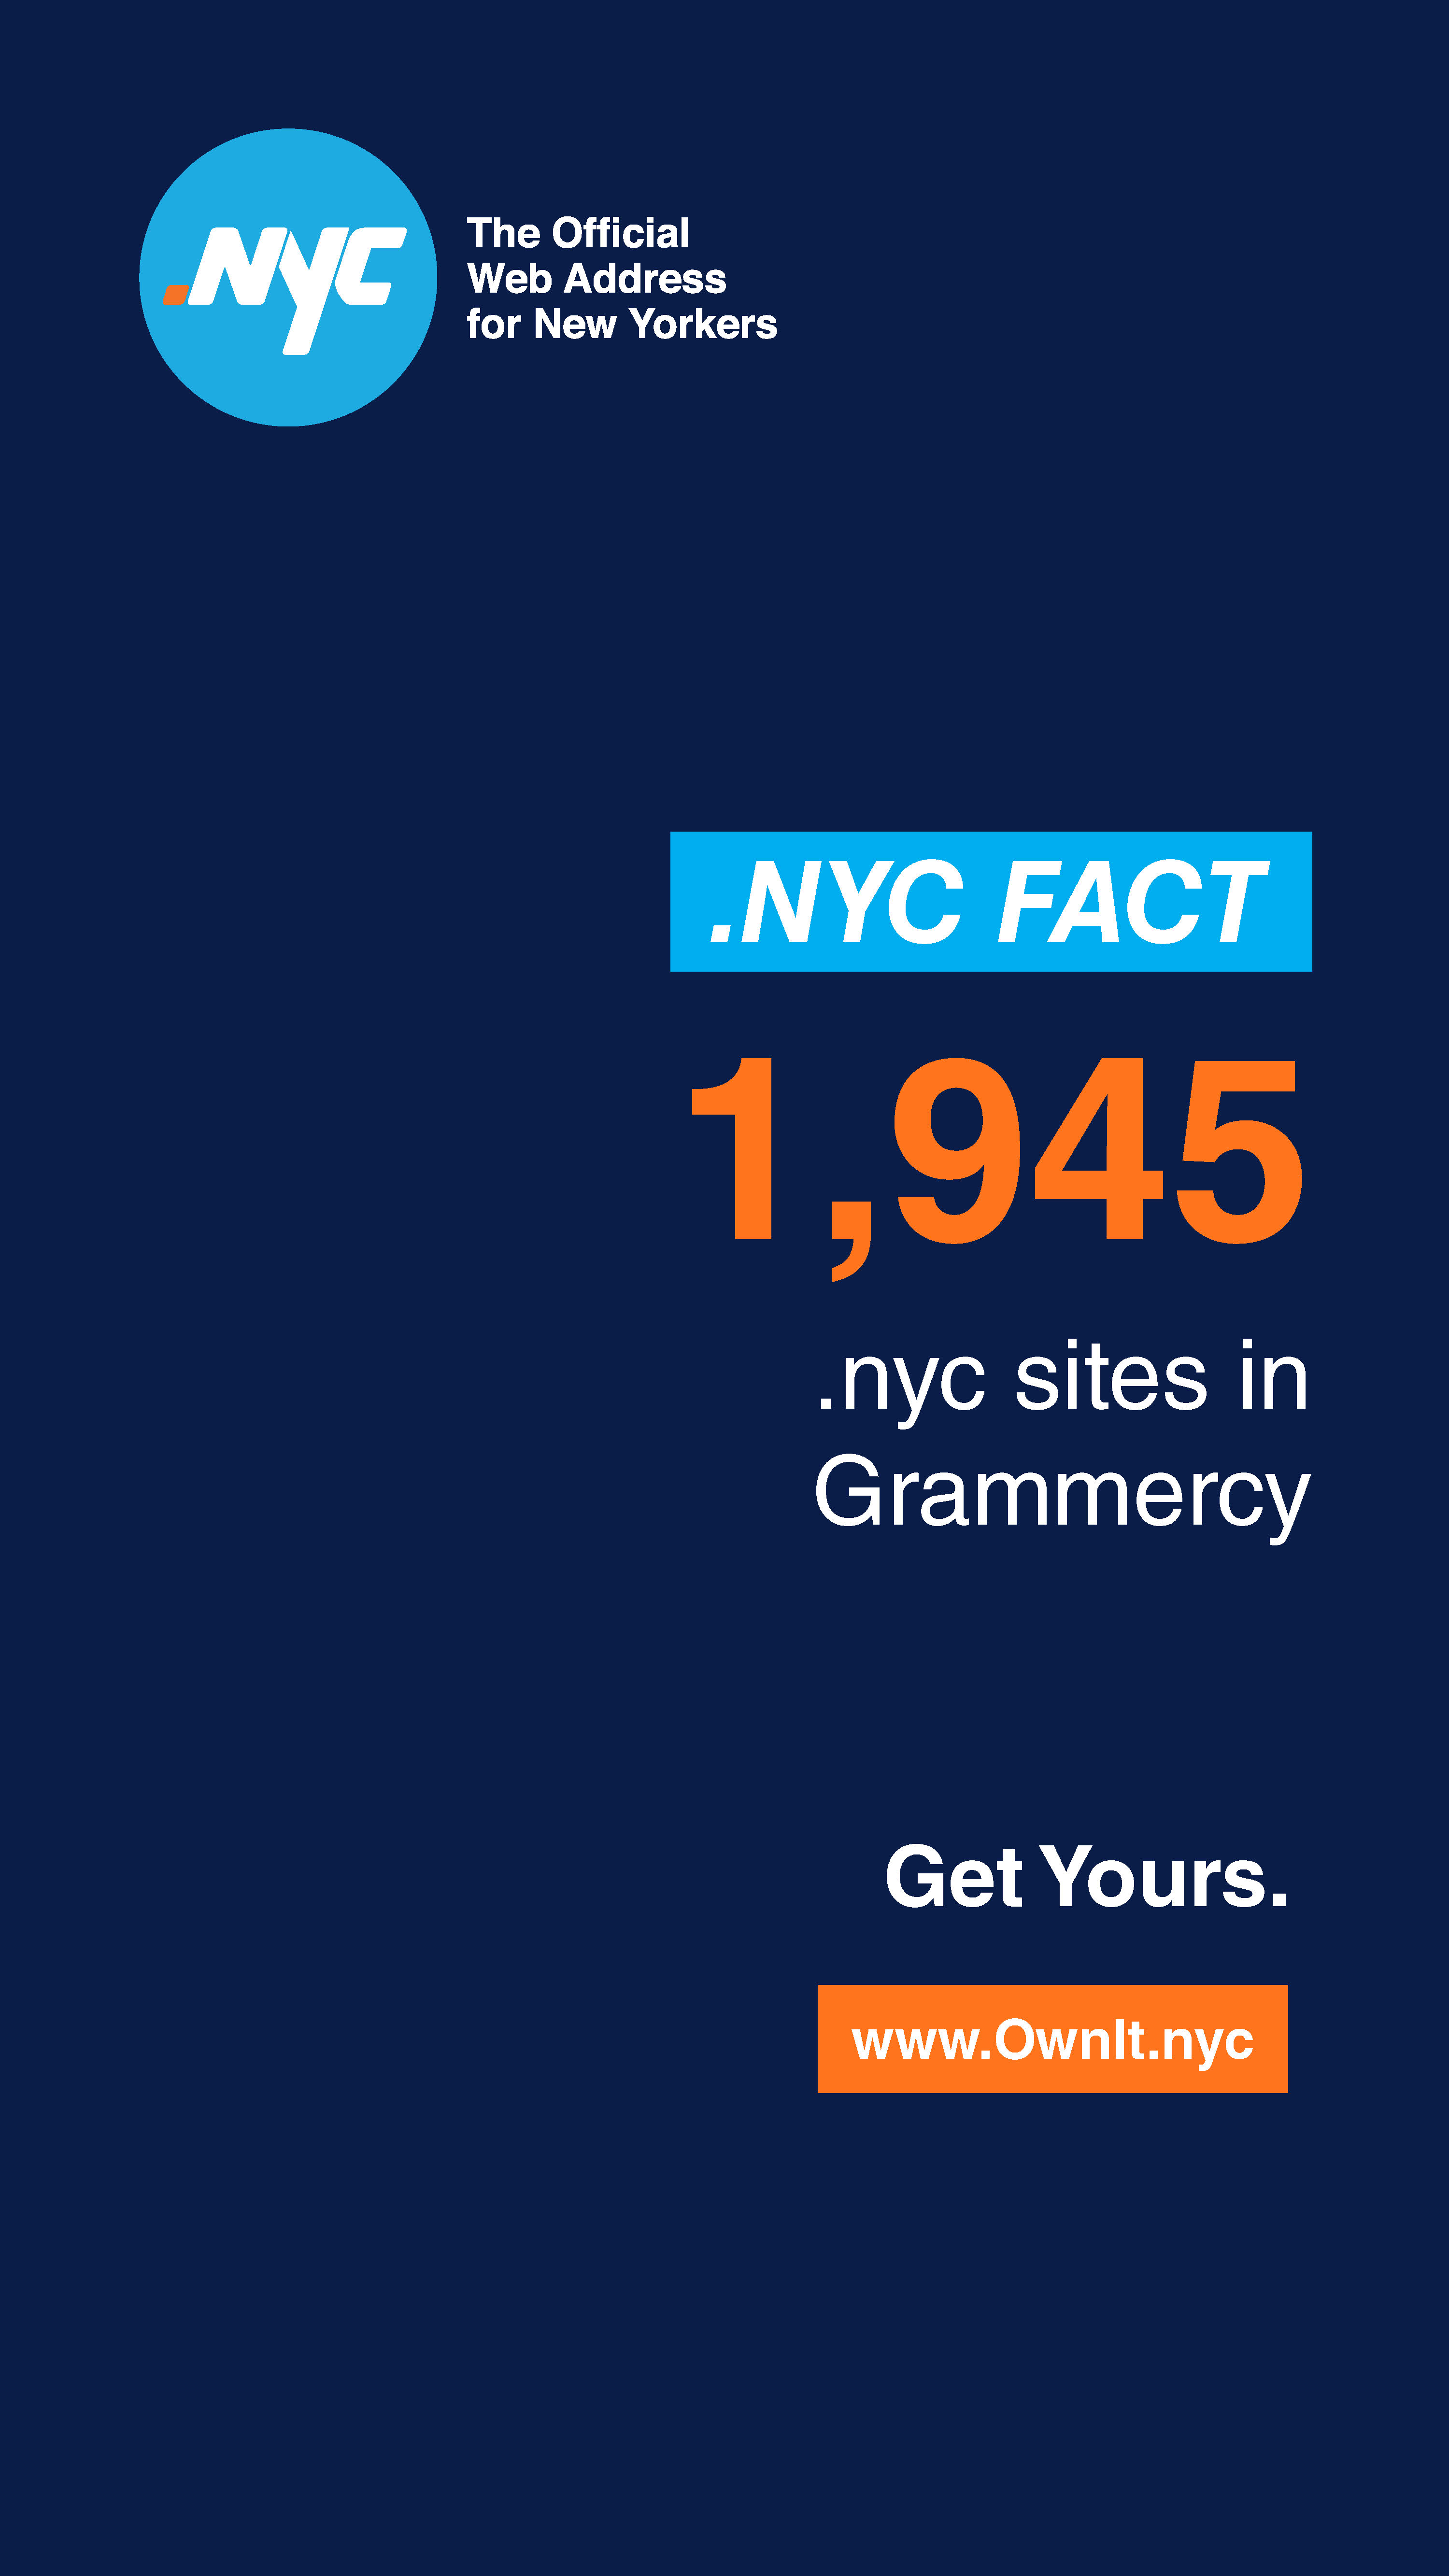 .nyc
The Official
Web Address
for New Yorkers
.NYC FACT
1,945
.nyc sites in
Grammercy
Get Yours.
www.OwnIt.nyc